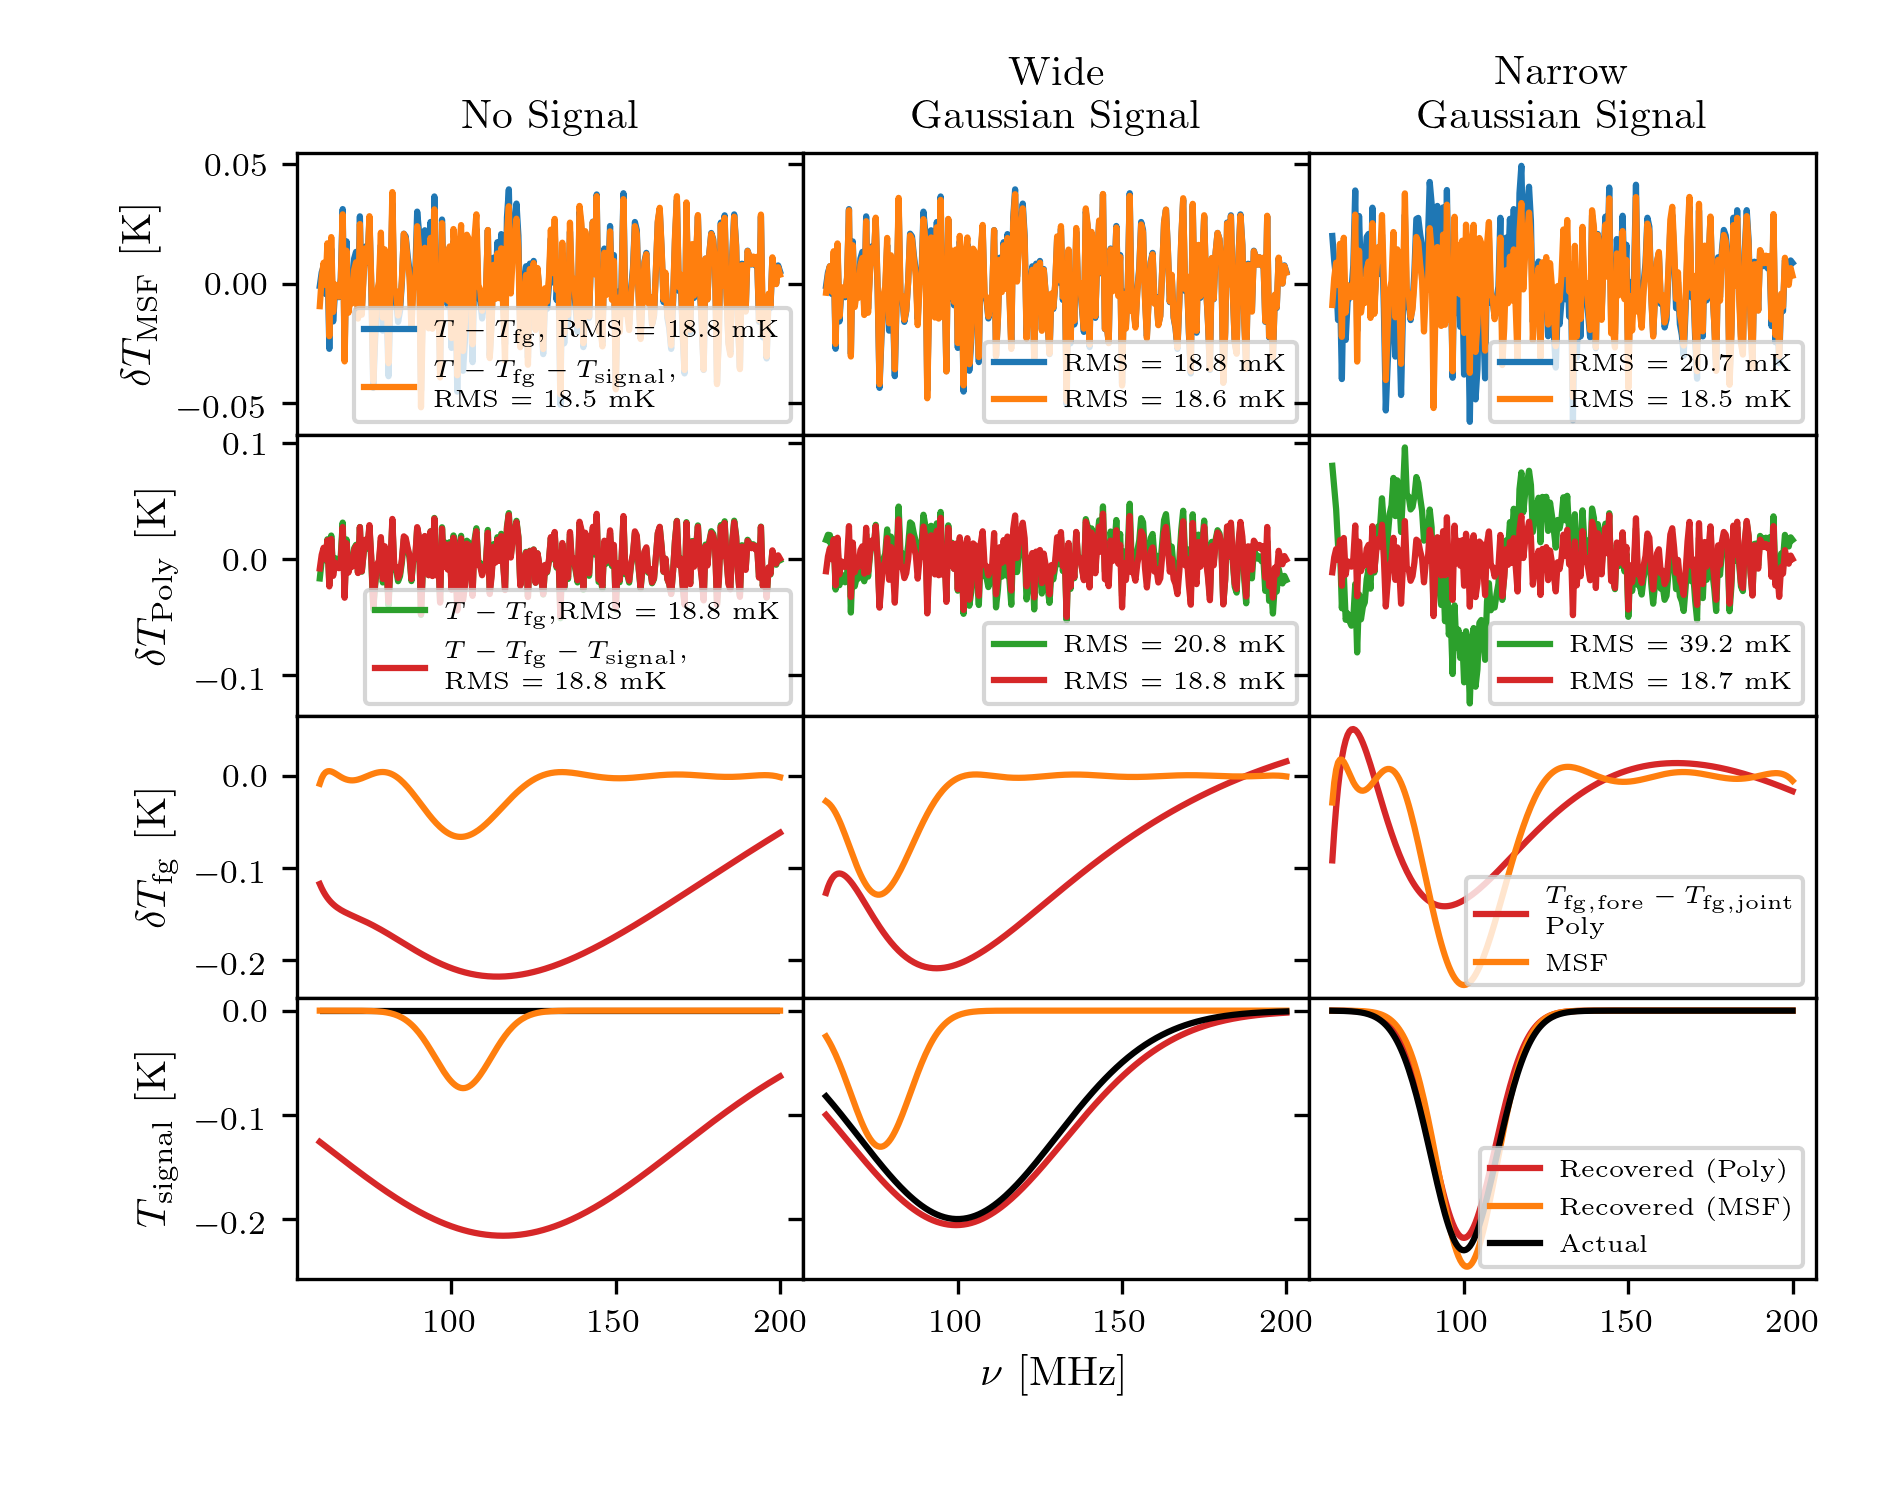 No Signal
Wide
Gaussian Signal
Narrow
Gaussian Signal
δT_MSF [K]
0.05
0.00
−0.05
T − T_fg, RMS = 18.8 mK
T − T_fg − T_signal,
RMS = 18.5 mK
RMS = 18.8 mK
RMS = 18.6 mK
RMS = 20.7 mK
RMS = 18.5 mK
δT_Poly [K]
0.1
0.0
−0.1
T − T_fg,RMS = 18.8 mK
T − T_fg − T_signal,
RMS = 18.8 mK
RMS = 20.8 mK
RMS = 18.8 mK
RMS = 39.2 mK
RMS = 18.7 mK
δT_fg [K]
0.0
−0.1
−0.2
T_fg,fore − T_fg,joint
Poly
MSF
T_signal [K]
0.0
−0.1
−0.2
Recovered (Poly)
Recovered (MSF)
Actual
100
150
200
100
150
200
100
150
200
ν [MHz]